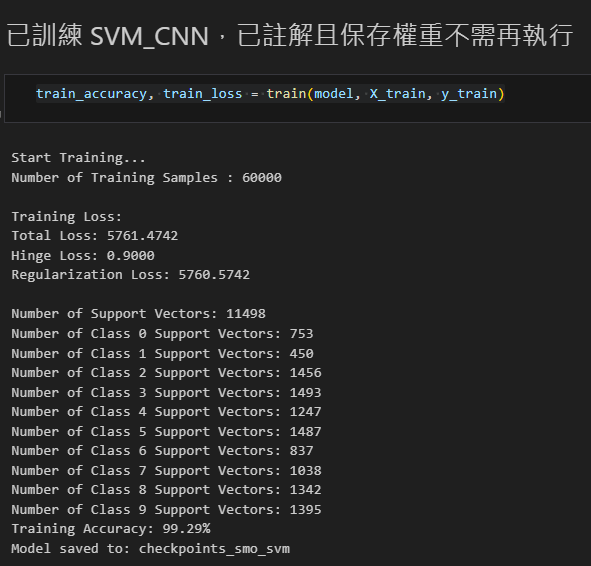 已訓練 SVM_CNN，已註解且保存權重不需再執行
train_accuracy, train_loss = train(model, X_train, y_train)
Start Training...
Number of Training Samples : 60000
Training Loss:
Total Loss: 5761.4742
Hinge Loss: 0.9000
Regularization Loss: 5760.5742
Number of Support Vectors: 11498
Number of Class 0 Support Vectors: 753
Number of Class 1 Support Vectors: 450
Number of Class 2 Support Vectors: 1456
Number of Class 3 Support Vectors: 1493
Number of Class 4 Support Vectors: 1247
Number of Class 5 Support Vectors: 1487
Number of Class 6 Support Vectors: 837
Number of Class 7 Support Vectors: 1038
Number of Class 8 Support Vectors: 1342
Number of Class 9 Support Vectors: 1395
Training Accuracy: 99.29%
Model saved to: checkpoints_smo_svm